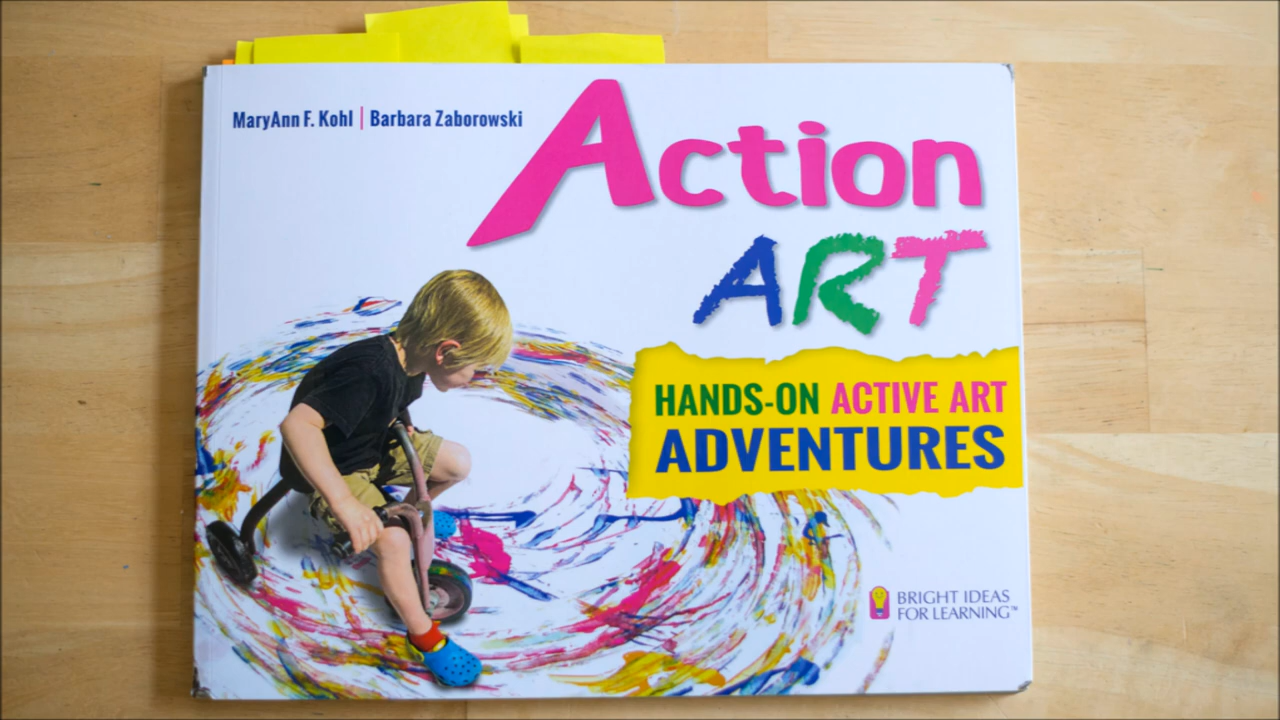 MaryAnn F. Kohl | Barbara Zaborowski
Action
ART
HANDS-ON ACTIVE ART
ADVENTURES
BRIGHT IDEAS
FOR LEARNING™